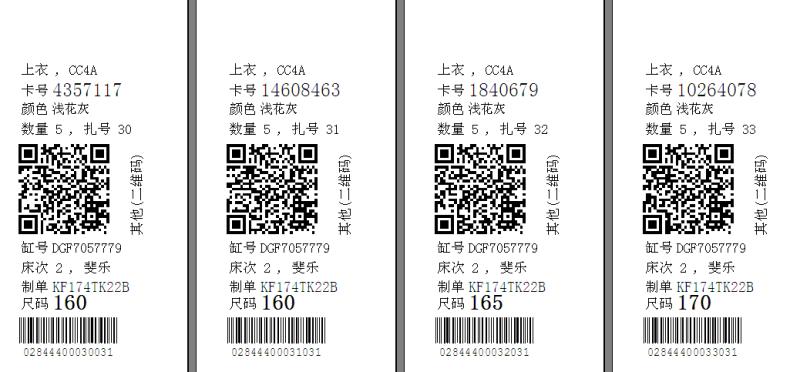 上衣 ，CC4A
卡号 4357117
颜色 浅花灰
数量 5 ，扎号 30
其他(二维码)
缸号 DGF7057779
床次 2 ，斐乐
制单 KF174TK22B
尺码 160
02844400030031
上衣 ，CC4A
卡号 14608463
颜色 浅花灰
数量 5 ，扎号 31
其他(二维码)
缸号 DGF7057779
床次 2 ，斐乐
制单 KF174TK22B
尺码 160
02844400031031
上衣 ，CC4A
卡号 1840679
颜色 浅花灰
数量 5 ，扎号 32
其他(二维码)
缸号 DGF7057779
床次 2 ，斐乐
制单 KF174TK22B
尺码 165
02844400032031
上衣 ，CC4A
卡号 10264078
颜色 浅花灰
数量 5 ，扎号 33
其他(二维码)
缸号 DGF7057779
床次 2 ，斐乐
制单 KF174TK22B
尺码 170
02844400033031